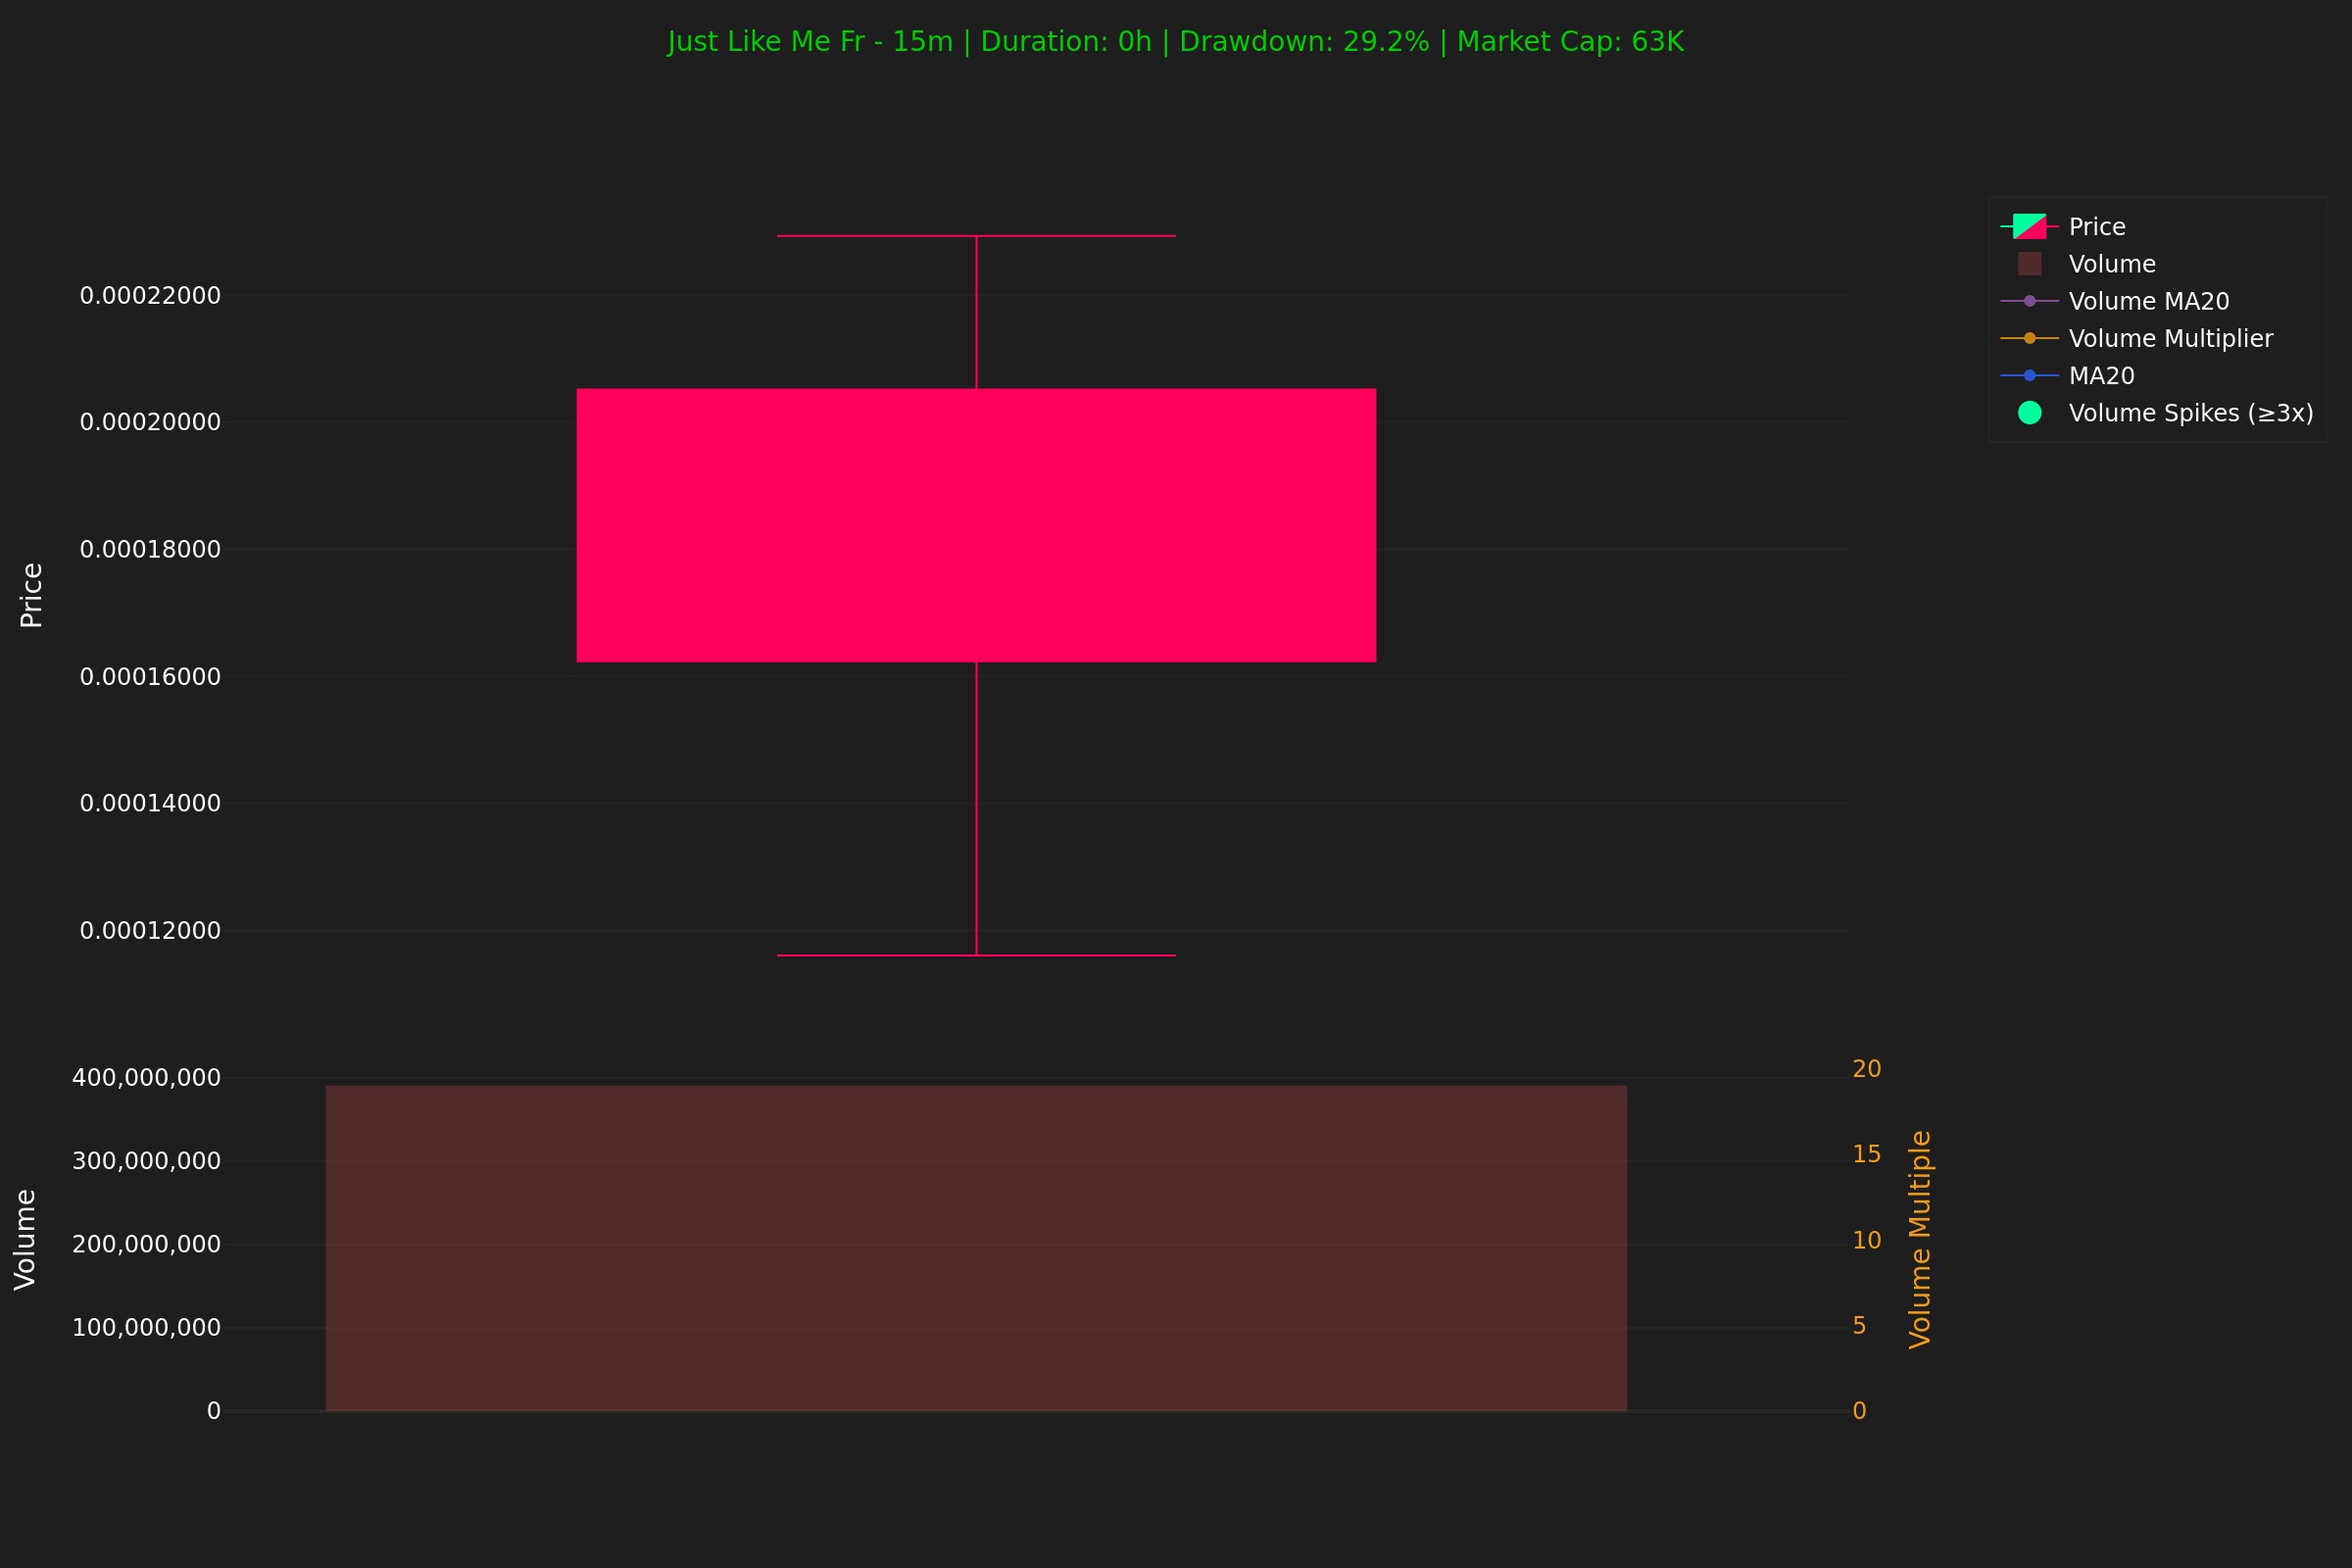 Just Like Me Fr - 15m | Duration: 0h | Drawdown: 29.2% | Market Cap: 63K
Price
Volume
Volume MA20
Volume Multiplier
MA20
Volume Spikes (≥3x)
Price
0.00022000
0.00020000
0.00018000
0.00016000
0.00014000
0.00012000
Volume
400,000,000
300,000,000
200,000,000
100,000,000
0
20
15
10
5
0
Volume Multiple